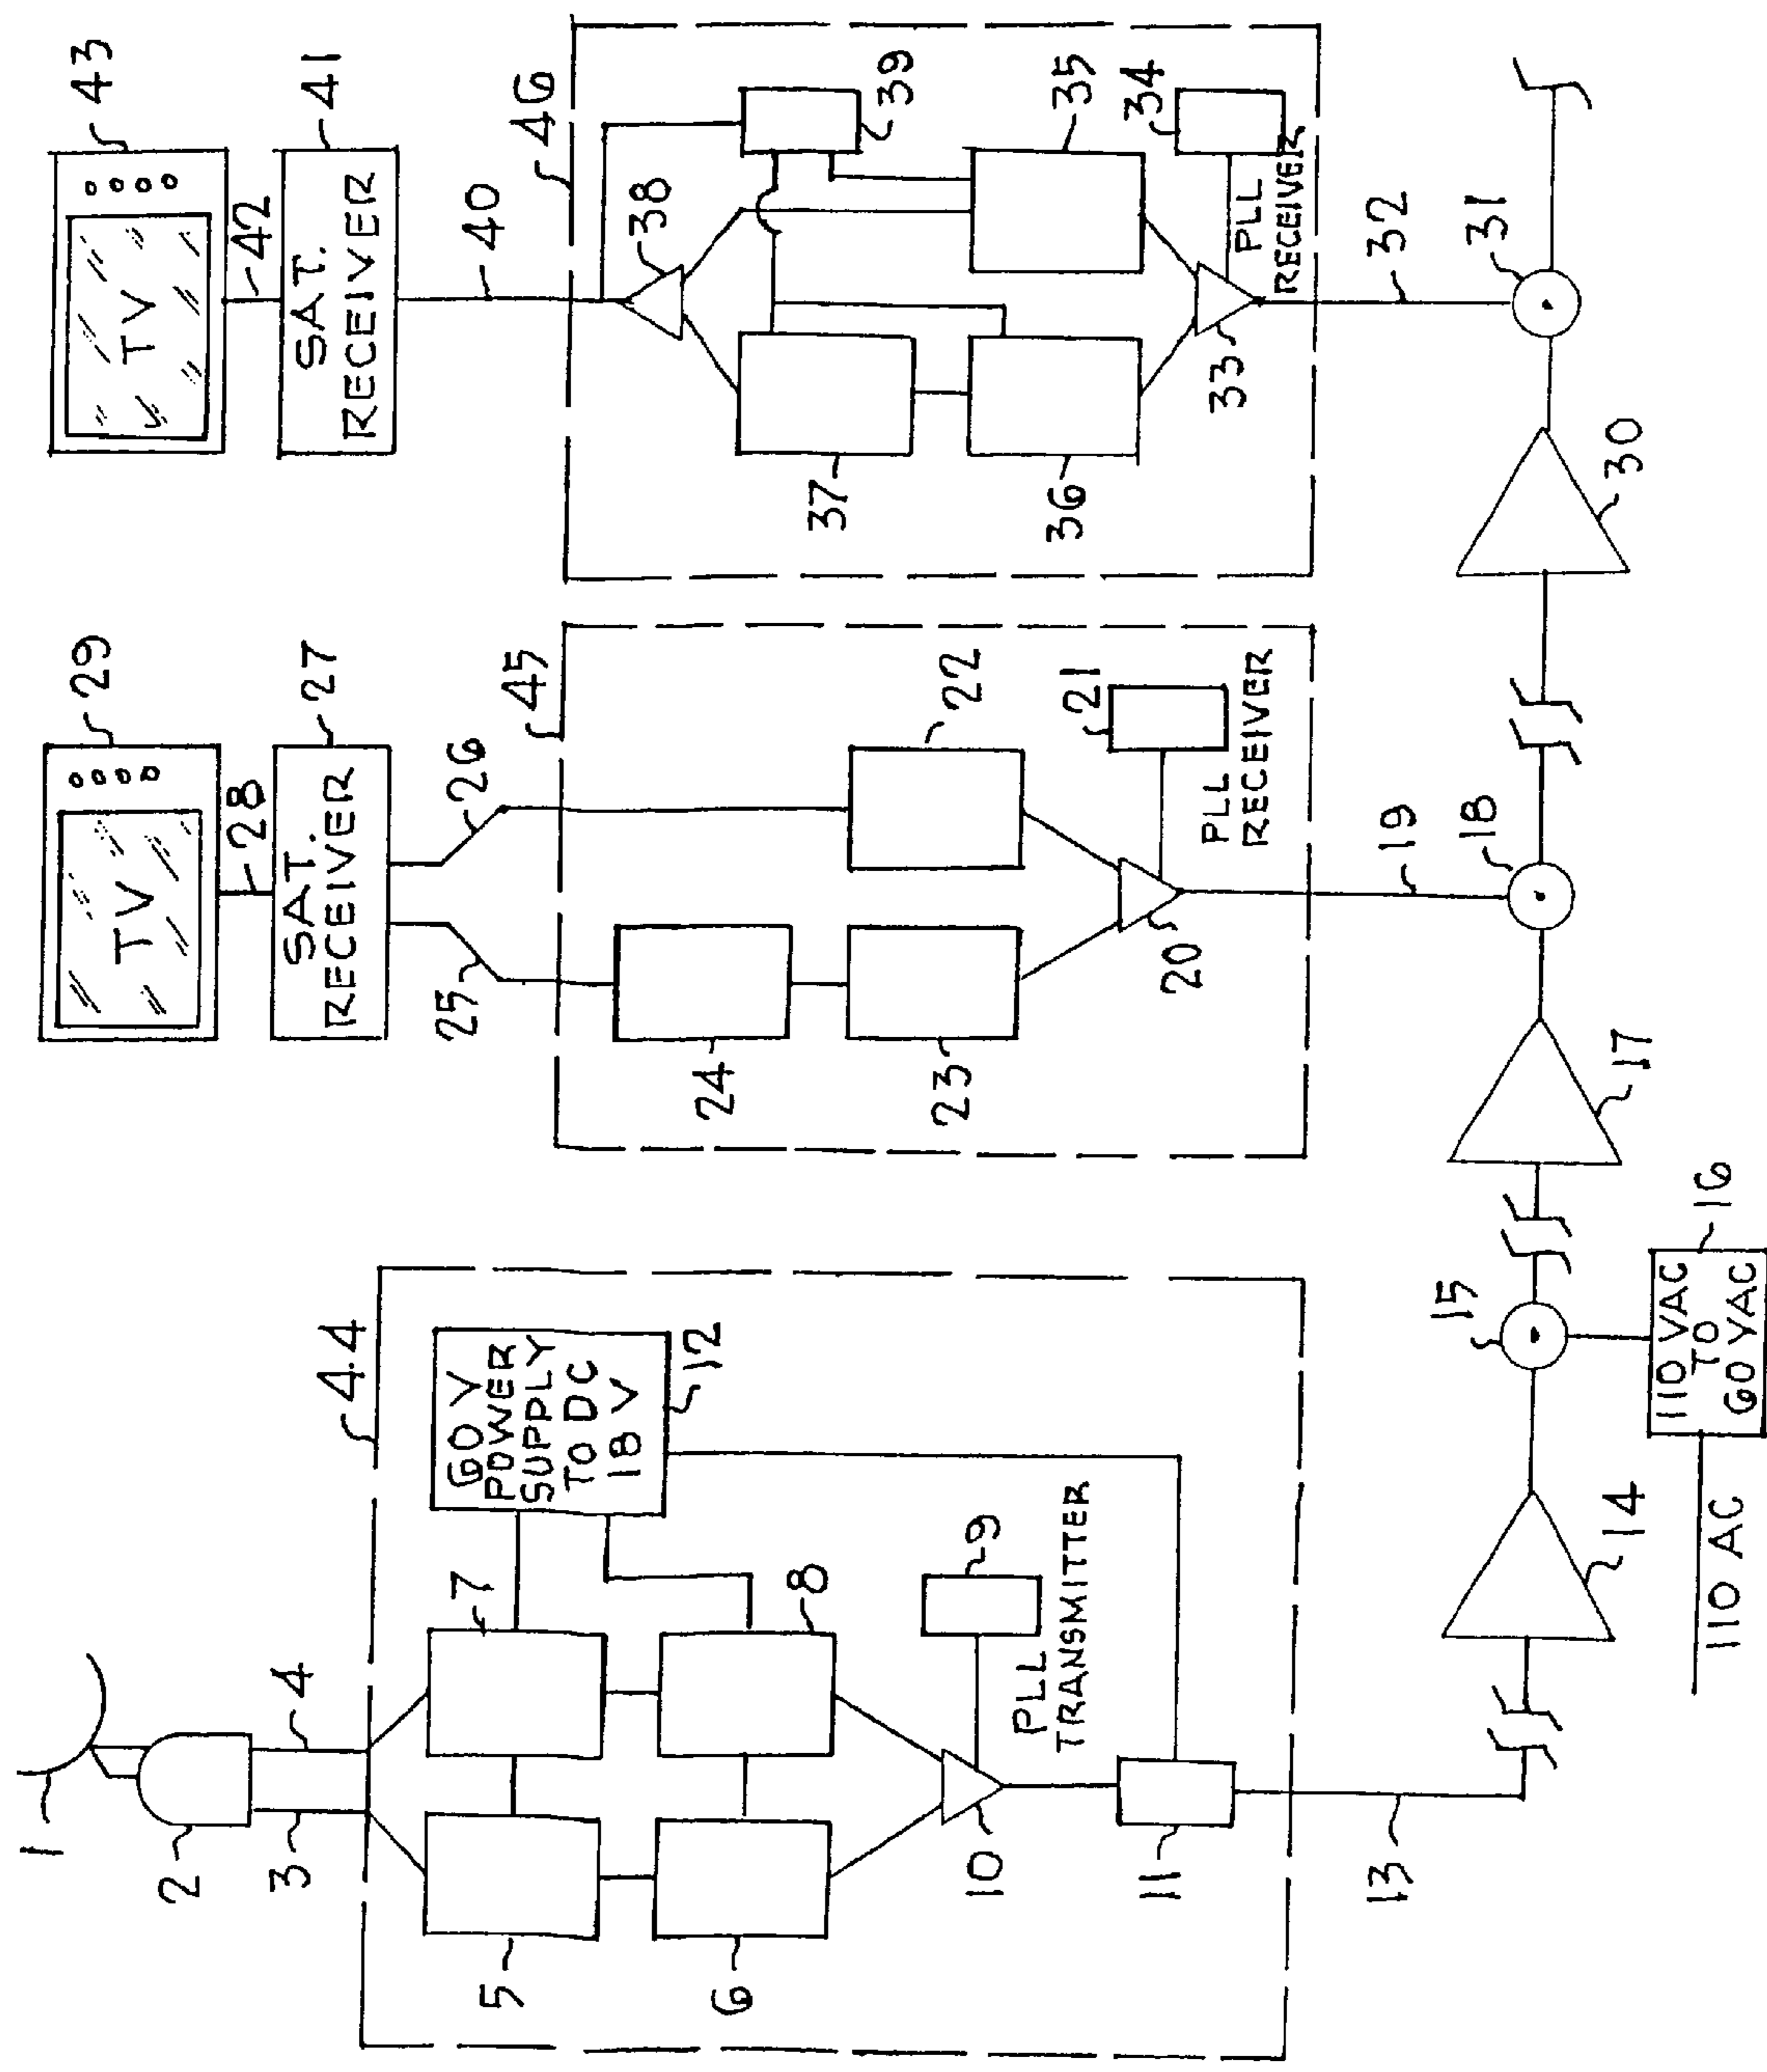 1
2
3
4
44
5
7
6
8
60 V
POWER
SUPPLY
TO DC
18 V
12
9
PLL
TRANSMITTER
10
11
13
14
15
110 AC
110 VAC
TO
60 VAC
16
17
18
19
TV
29
28
SAT.
RECEIVER
27
25
26
45
24
22
23
21
PLL
RECEIVER
20
TV
43
42
SAT.
RECEIVER
41
40
46
38
39
37
35
36
34
PLL
RECEIVER
33
32
31
30